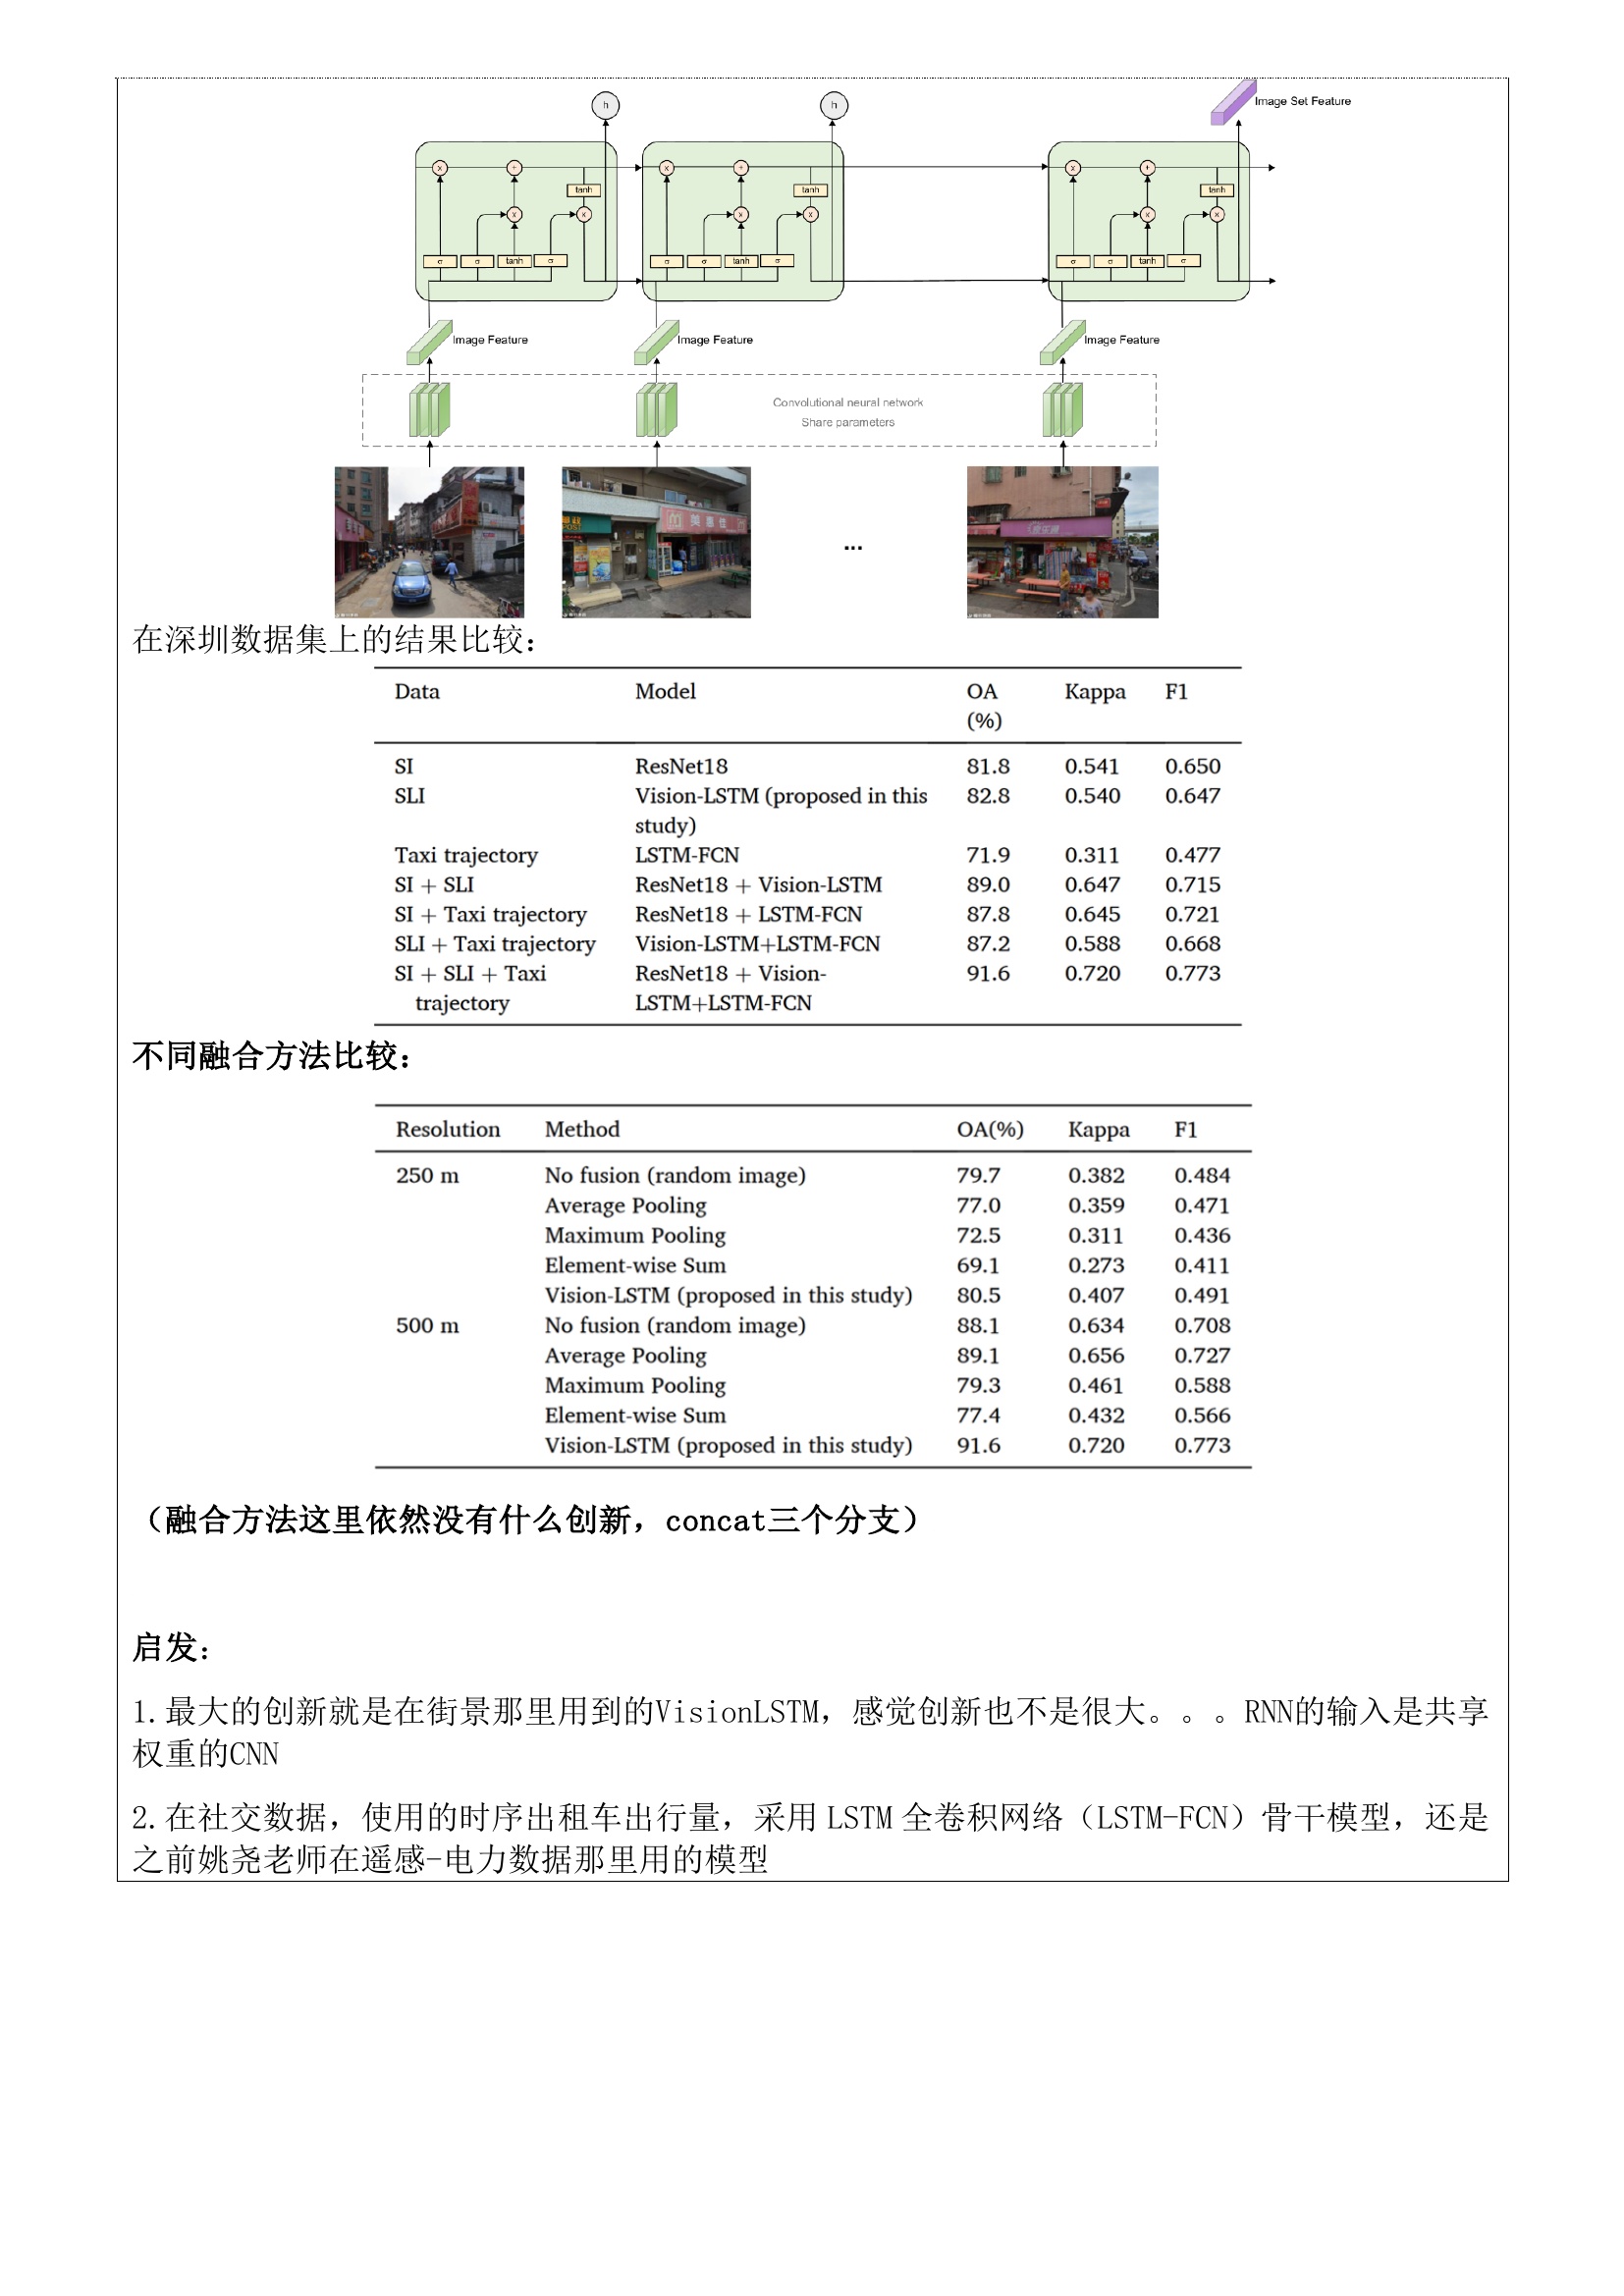 h h Image Set Feature
x + x + x +
tanh tanh tanh
x x x x x x
σ σ tanh σ σ σ tanh σ σ σ tanh σ
Image Feature Image Feature Image Feature
Convolutional neural network
Share parameters
美宜佳
...
在深圳数据集上的结果比较：
Data Model OA Kappa F1
(%)
SI ResNet18 81.8 0.541 0.650
SLI Vision-LSTM (proposed in this 82.8 0.540 0.647
study)
Taxi trajectory LSTM-FCN 71.9 0.311 0.477
SI + SLI ResNet18 + Vision-LSTM 89.0 0.647 0.715
SI + Taxi trajectory ResNet18 + LSTM-FCN 87.8 0.645 0.721
SLI + Taxi trajectory Vision-LSTM+LSTM-FCN 87.2 0.588 0.668
SI + SLI + Taxi ResNet18 + Vision- 91.6 0.720 0.773
trajectory LSTM+LSTM-FCN
不同融合方法比较：
Resolution Method OA(%) Kappa F1
250 m No fusion (random image) 79.7 0.382 0.484
Average Pooling 77.0 0.359 0.471
Maximum Pooling 72.5 0.311 0.436
Element-wise Sum 69.1 0.273 0.411
Vision-LSTM (proposed in this study) 80.5 0.407 0.491
500 m No fusion (random image) 88.1 0.634 0.708
Average Pooling 89.1 0.656 0.727
Maximum Pooling 79.3 0.461 0.588
Element-wise Sum 77.4 0.432 0.566
Vision-LSTM (proposed in this study) 91.6 0.720 0.773
（融合方法这里依然没有什么创新，concat三个分支）
启发：
1.最大的创新就是在街景那里用到的VisionLSTM，感觉创新也不是很大。。。RNN的输入是共享
权重的CNN
2.在社交数据，使用的时序出租车出行量，采用 LSTM 全卷积网络（LSTM-FCN）骨干模型，还是
之前姚尧老师在遥感-电力数据那里用的模型